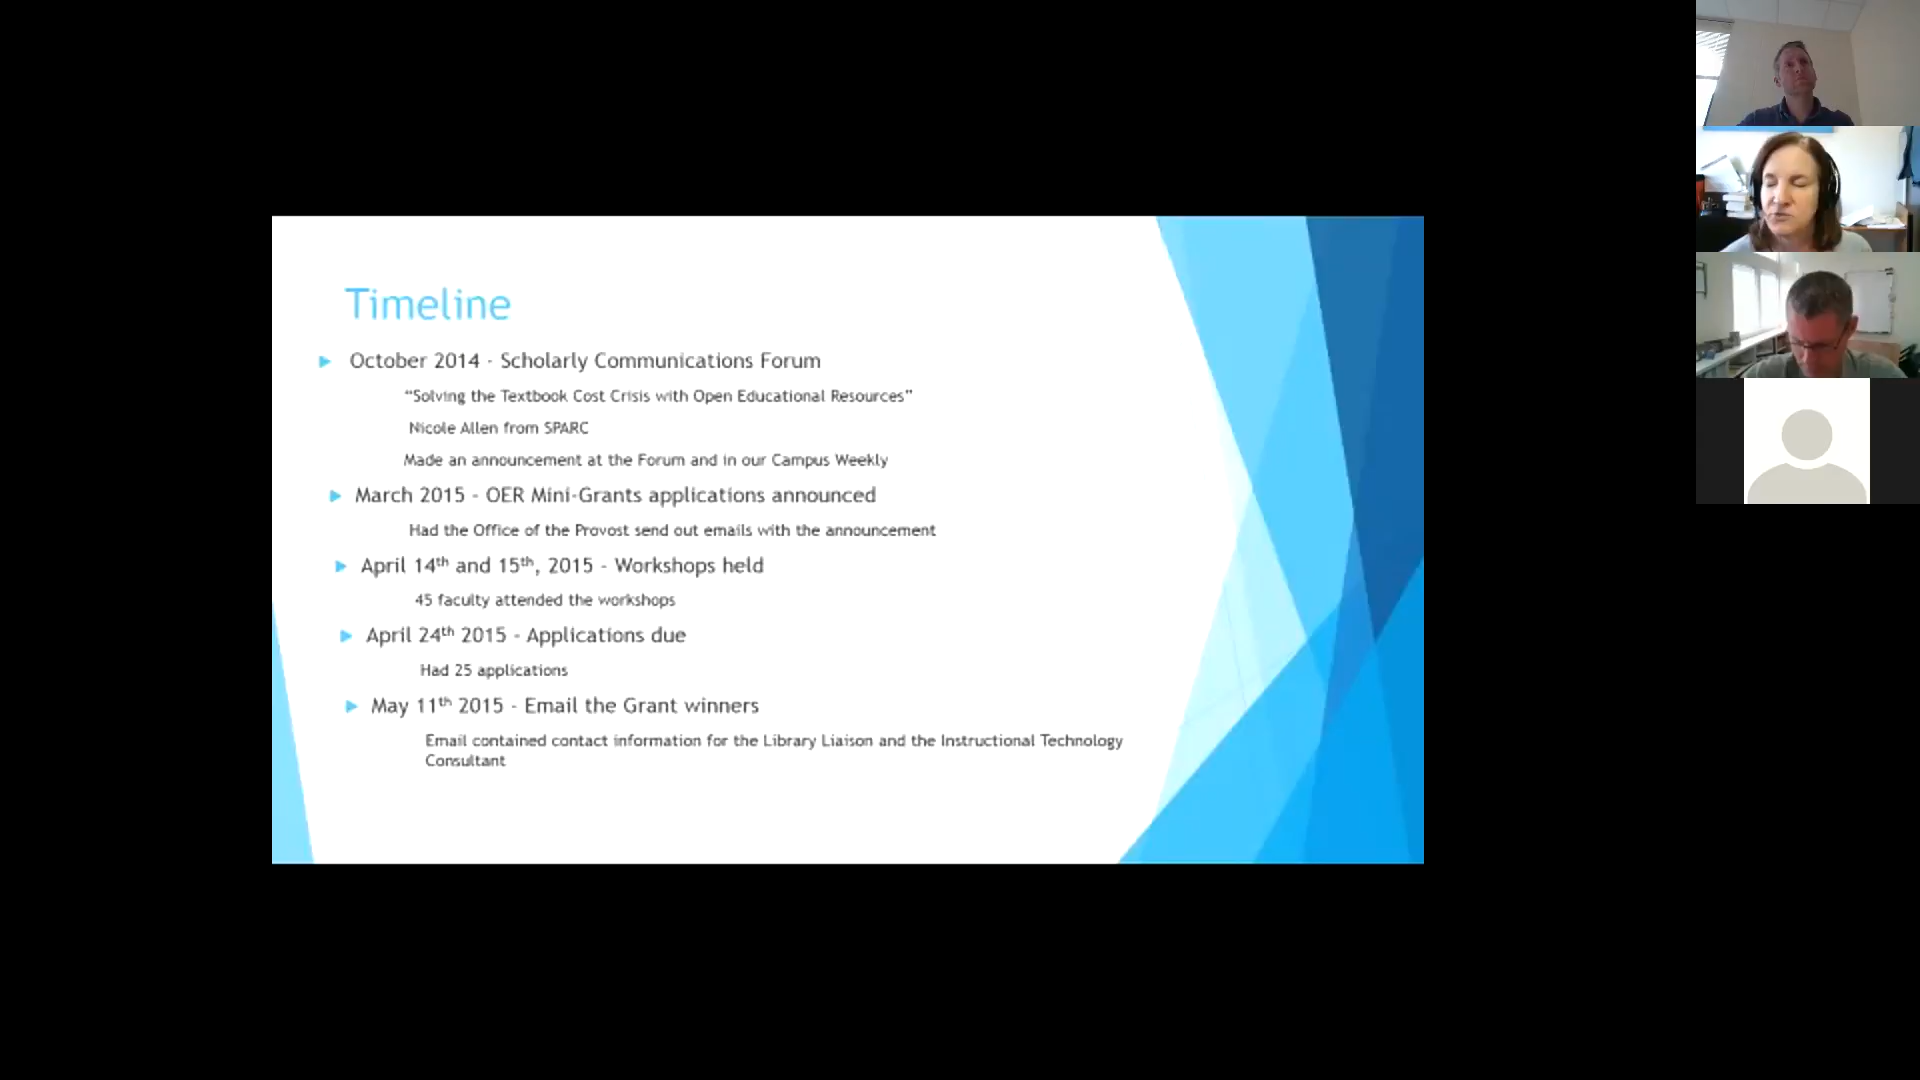 Timeline
October 2014 - Scholarly Communications Forum
“Solving the Textbook Cost Crisis with Open Educational Resources”
Nicole Allen from SPARC
Made an announcement at the Forum and in our Campus Weekly
March 2015 - OER Mini-Grants applications announced
Had the Office of the Provost send out emails with the announcement
April 14th and 15th, 2015 - Workshops held
45 faculty attended the workshops
April 24th 2015 - Applications due
Had 25 applications
May 11th 2015 - Email the Grant winners
Email contained contact information for the Library Liaison and the Instructional Technology
Consultant